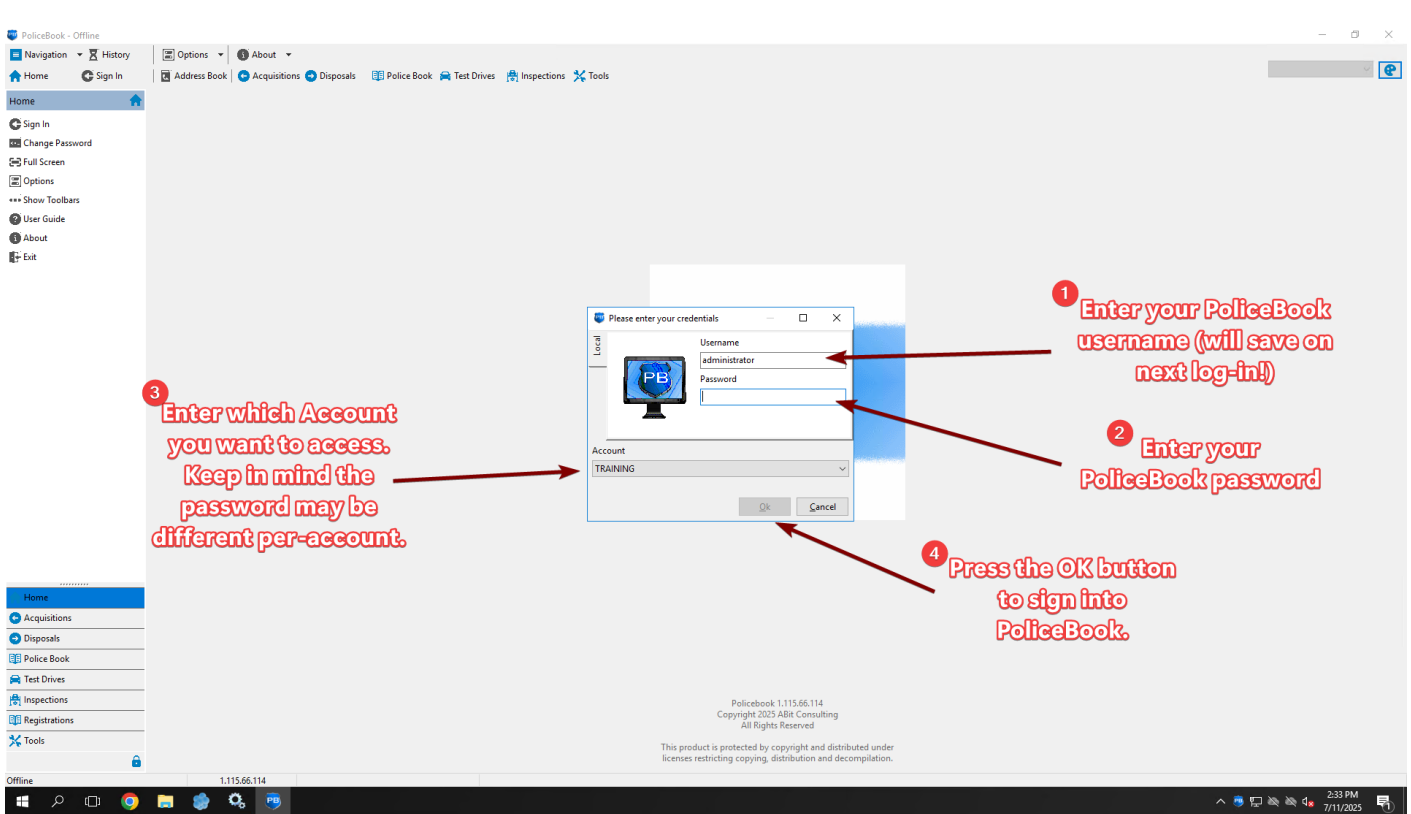 PoliceBook - Offline
Navigation History Options About
Home Sign In Address Book Acquisitions Disposals Police Book Test Drives Inspections Tools
Home
Sign In
Change Password
Full Screen
Options
Show Toolbars
User Guide
About
Exit
1
Enter your PoliceBook
username (will save on
next log-in!)
Please enter your credentials
Local
Username
administrator
PB
Password
2
Enter your
PoliceBook password
3
Enter which Account
you want to access.
Keep in mind the
password may be
different per-account.
Account
TRAINING
Ok Cancel
4
Press the OK button
to sign into
PoliceBook.
Home
Acquisitions
Disposals
Police Book
Test Drives
Inspections
Registrations
Tools
Policebook 1.115.66.114
Copyright 2025 ABit Consulting
All Rights Reserved
This product is protected by copyright and distributed under
licenses restricting copying, distribution and decompilation.
Offline 1.115.66.114
PB
2:33 PM
7/11/2025
1